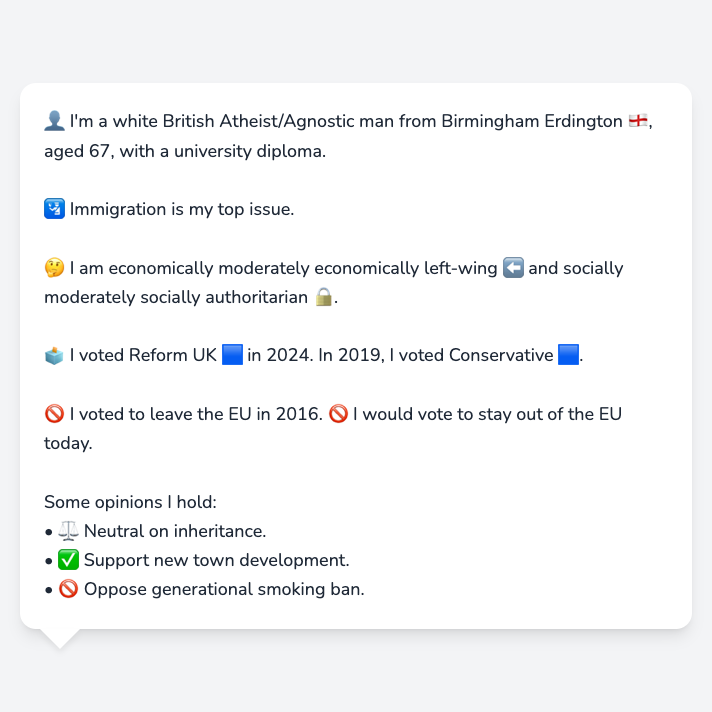 👤 I'm a white British Atheist/Agnostic man from Birmingham Erdington 🏴󠁧󠁢󠁥󠁮󠁧󠁿,
aged 67, with a university diploma.
🛂 Immigration is my top issue.
🤔 I am economically moderately economically left-wing ⬅️ and socially
moderately socially authoritarian 🔒.
🗳️ I voted Reform UK 🟦 in 2024. In 2019, I voted Conservative 🟦.
🚫 I voted to leave the EU in 2016. 🚫 I would vote to stay out of the EU
today.
Some opinions I hold:
• ⚖️ Neutral on inheritance.
• ✅ Support new town development.
• 🚫 Oppose generational smoking ban.